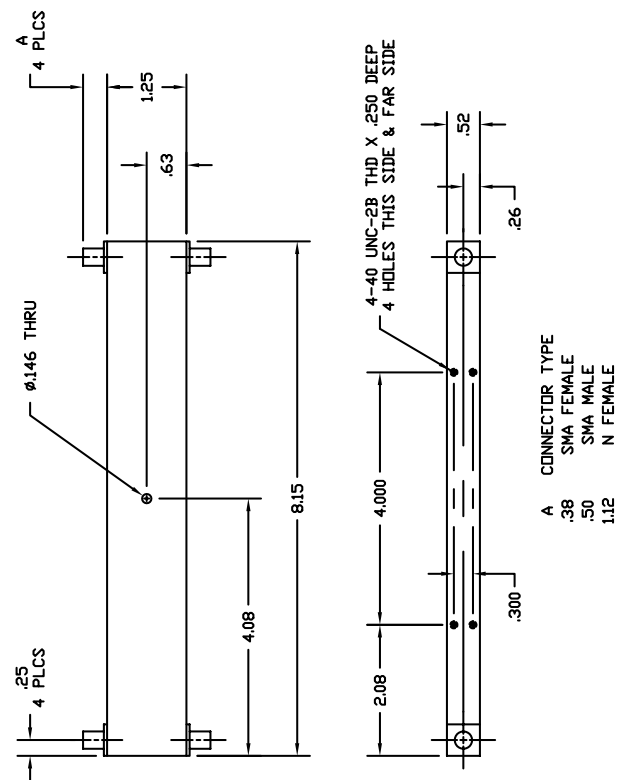 A
4 PLCS
1.25
.63
ø.146 THRU
8.15
4.08
.25
4 PLCS
4-40 UNC-2B THD X .250 DEEP
4 HOLES THIS SIDE & FAR SIDE
.52
.26
4.000
2.08
.300
A CONNECTOR TYPE
.38 SMA FEMALE
.50 SMA MALE
1.12 N FEMALE